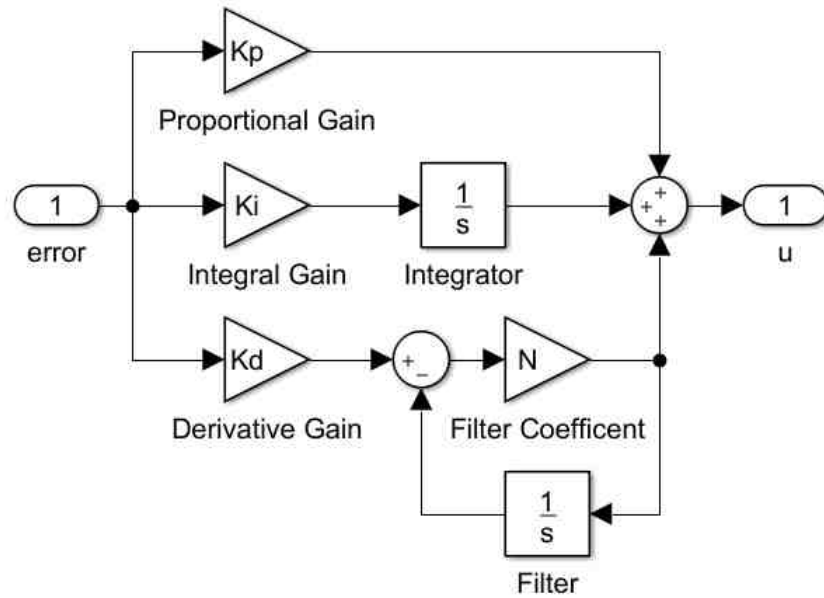 Kp
Proportional Gain
1
error
Ki
Integral Gain
1
s
Integrator
+
+
+
1
u
Kd
Derivative Gain
+
−
N
Filter Coefficent
1
s
Filter